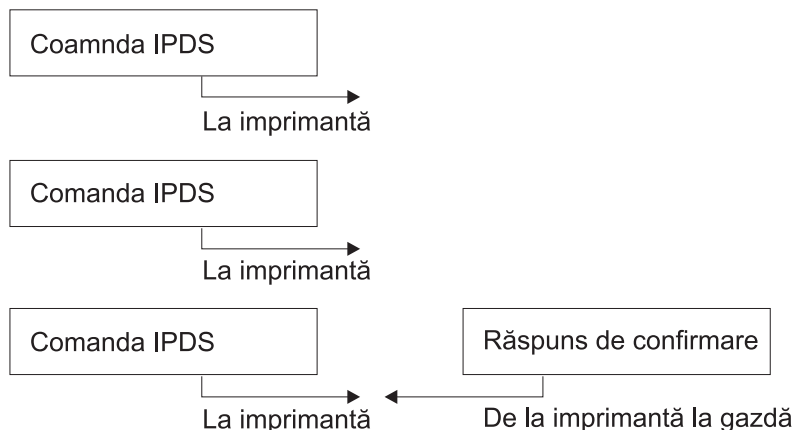 Coamnda IPDS
La imprimantă
Comanda IPDS
La imprimantă
Comanda IPDS
Răspuns de confirmare
La imprimantă
De la imprimantă la gazdă